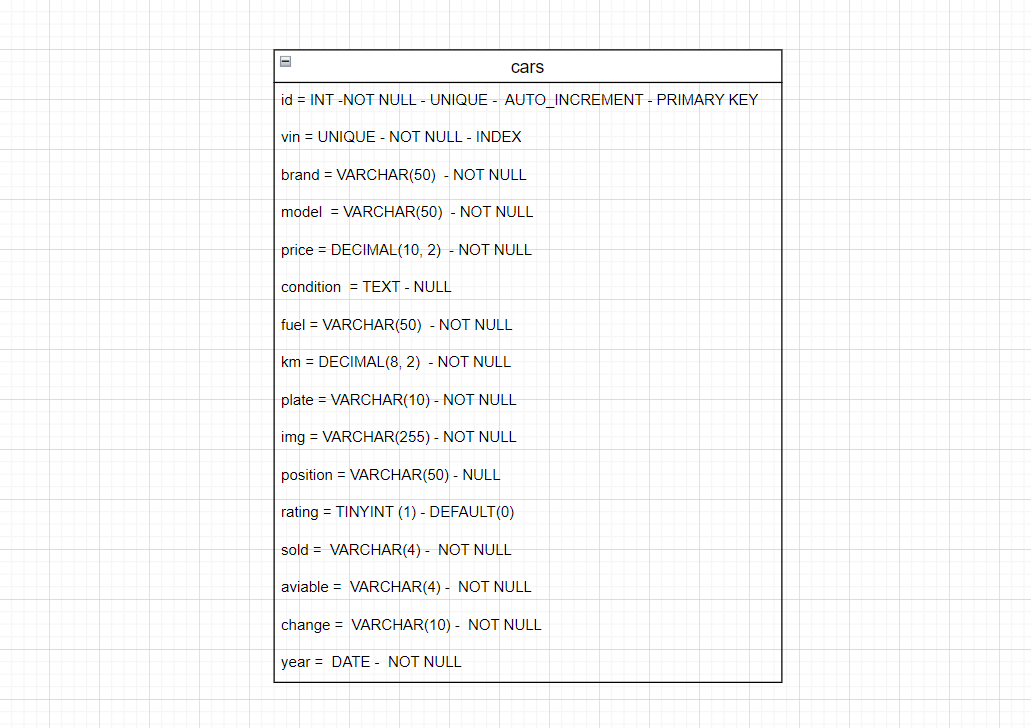 cars
id = INT -NOT NULL - UNIQUE - AUTO_INCREMENT - PRIMARY KEY
vin = UNIQUE - NOT NULL - INDEX
brand = VARCHAR(50) - NOT NULL
model = VARCHAR(50) - NOT NULL
price = DECIMAL(10, 2) - NOT NULL
condition = TEXT - NULL
fuel = VARCHAR(50) - NOT NULL
km = DECIMAL(8, 2) - NOT NULL
plate = VARCHAR(10) - NOT NULL
img = VARCHAR(255) - NOT NULL
position = VARCHAR(50) - NULL
rating = TINYINT (1) - DEFAULT(0)
sold = VARCHAR(4) - NOT NULL
aviable = VARCHAR(4) - NOT NULL
change = VARCHAR(10) - NOT NULL
year = DATE - NOT NULL